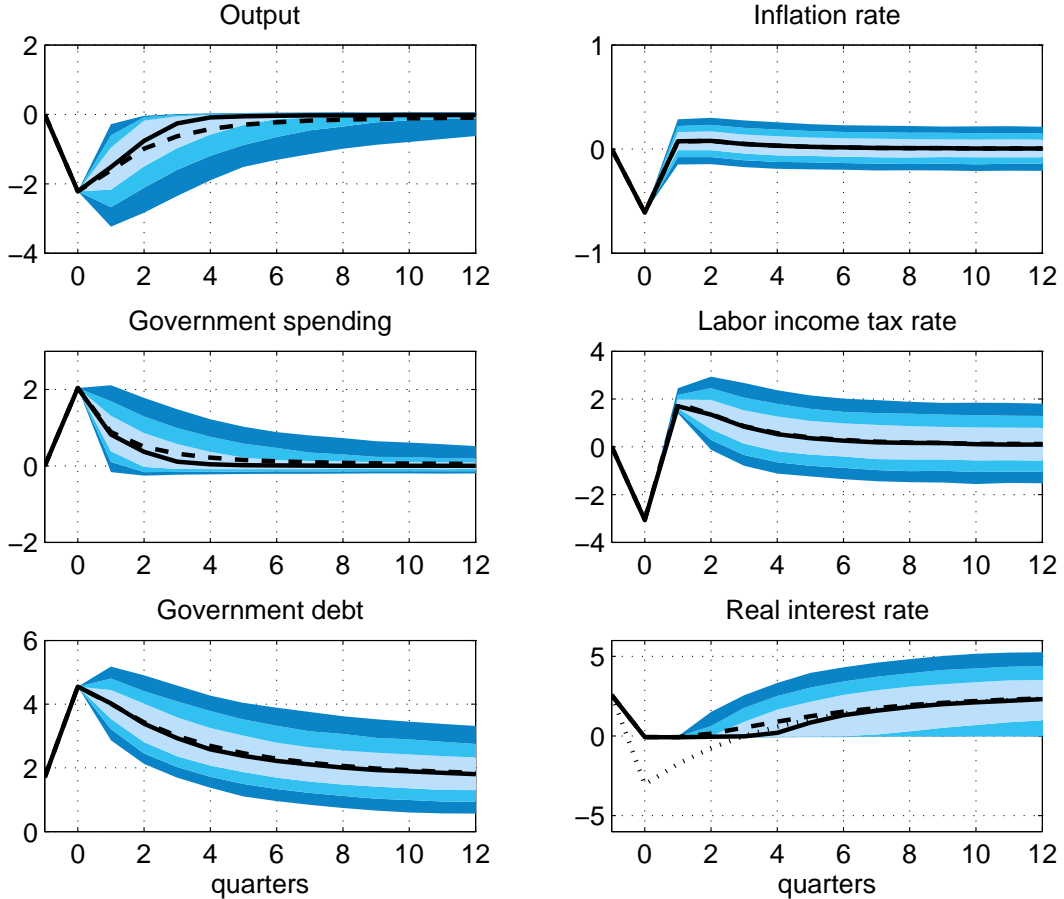 Output
2
0
−2
−4
0 2 4 6 8 10 12
Inflation rate
1
0
−1
0 2 4 6 8 10 12
Government spending
2
0
−2
0 2 4 6 8 10 12
Labor income tax rate
4
2
0
−2
−4
0 2 4 6 8 10 12
Government debt
6
4
2
0
0 2 4 6 8 10 12
quarters
Real interest rate
5
0
−5
0 2 4 6 8 10 12
quarters